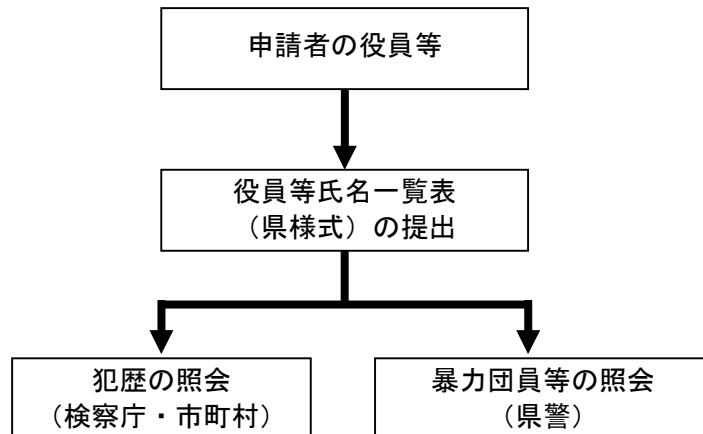 申請者の役員等
役員等氏名一覧表
（県様式）の提出
犯歴の照会
（検察庁・市町村）
暴力団員等の照会
（県警）